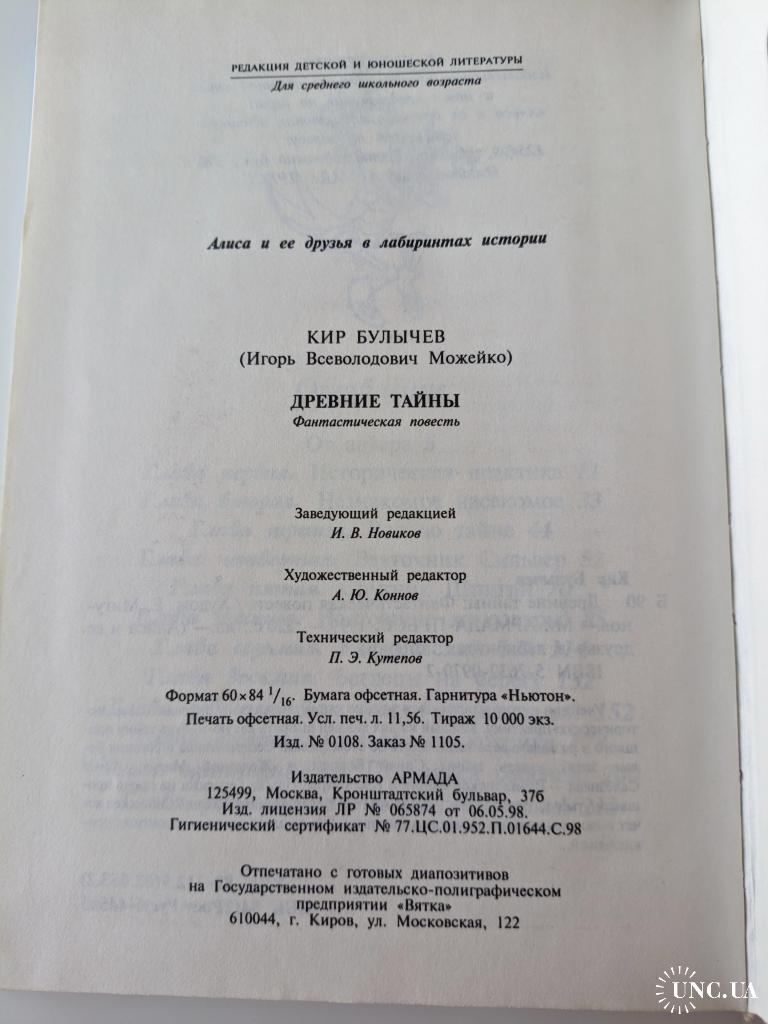 РЕДАКЦИЯ ДЕТСКОЙ И ЮНОШЕСКОЙ ЛИТЕРАТУРЫ
Для среднего школьного возраста
Алиса и ее друзья в лабиринтах истории
КИР БУЛЫЧЕВ
(Игорь Всеволодович Можейко)
ДРЕВНИЕ ТАЙНЫ
Фантастическая повесть
Заведующий редакцией
И. В. Новиков
Художественный редактор
А. Ю. Коннов
Технический редактор
П. Э. Кутепов
Формат 60×84 1/16. Бумага офсетная. Гарнитура «Ньютон».
Печать офсетная. Усл. печ. л. 11,56. Тираж 10 000 экз.
Изд. № 0108. Заказ № 1105.
Издательство АРМАДА
125499, Москва, Кронштадтский бульвар, 37б
Изд. лицензия ЛР № 065874 от 06.05.98.
Гигиенический сертификат № 77.ЦС.01.952.П.01644.С.98
Отпечатано с готовых диапозитивов
на Государственном издательско-полиграфическом
предприятии «Вятка»
610044, г. Киров, ул. Московская, 122
UNC.UA